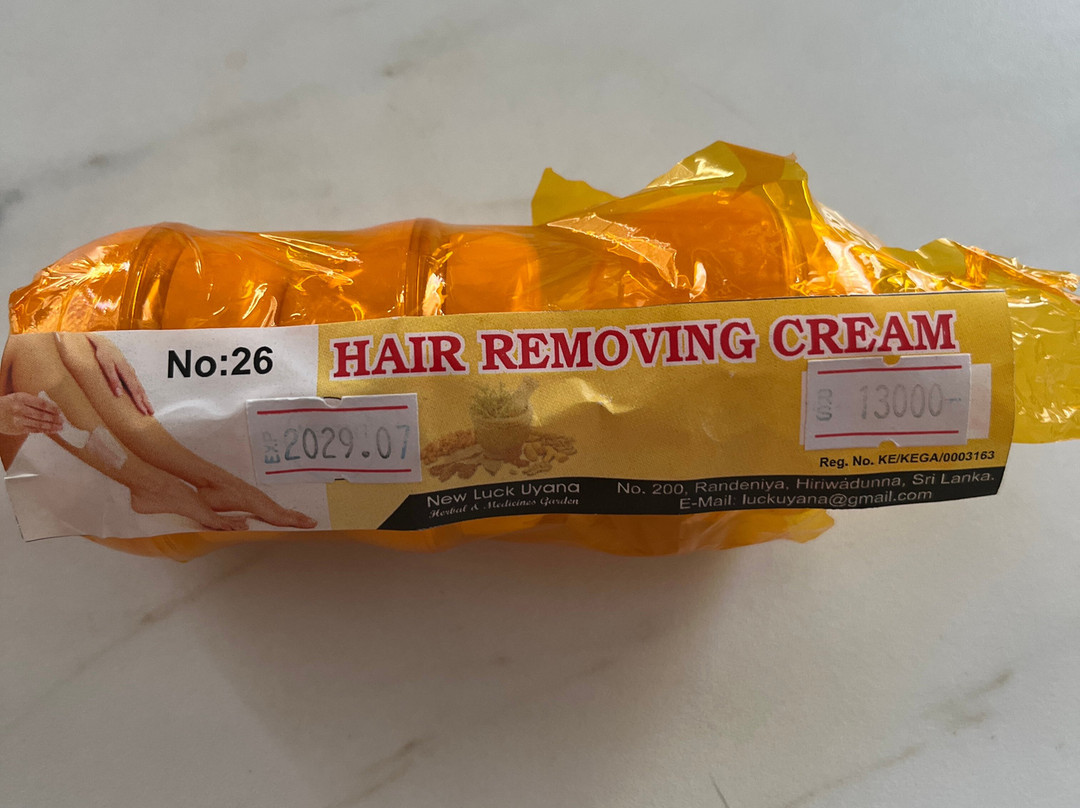 No:26
HAIR REMOVING CREAM
EXP 2029.07
RS 13000
Reg. No. KE/KEGA/0003163
New Luck Uyana
Herbal & Medicines Garden
No. 200, Randeniya, Hiriwadunna, Sri Lanka.
E-Mail: luckuyana@gmail.com